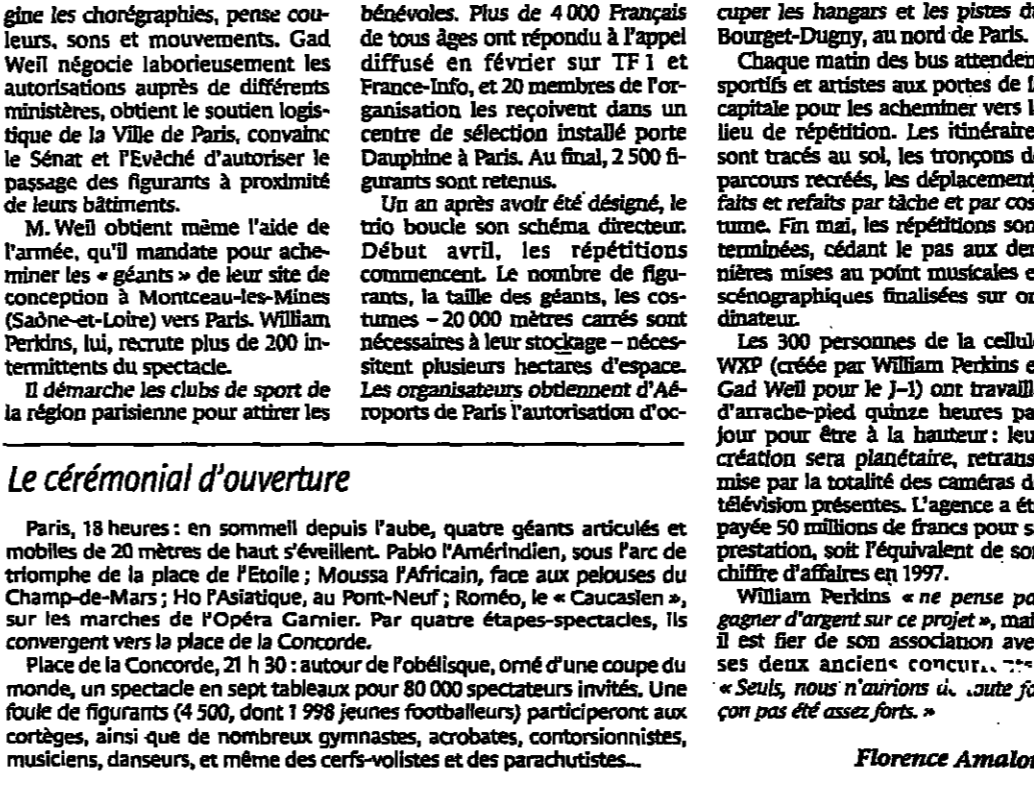 gine les chorégraphies, pense cou-
leurs, sons et mouvements. Gad
Weil négocie laborieusement les
autorisations auprès de différents
ministères, obtient le soutien logis-
tique de la Ville de Paris, convainc
le Sénat et l'Evêché d'autoriser le
passage des figurants à proximité
de leurs bâtiments.
M. Weil obtient même l'aide de
l'armée, qu'il mandate pour ache-
miner les « géants » de leur site de
conception à Montceau-les-Mines
(Saône-et-Loire) vers Paris. William
Perkins, lui, recrute plus de 200 in-
termittents du spectacle.
Il démarche les clubs de sport de
la région parisienne pour attirer les
bénévoles. Plus de 4 000 Français
de tous âges ont répondu à l'appel
diffusé en février sur TF 1 et
France-Info, et 20 membres de l'or-
ganisation les reçoivent dans un
centre de sélection installé porte
Dauphine à Paris. Au final, 2 500 fi-
gurants sont retenus.
Un an après avoir été désigné, le
trio boucle son schéma directeur.
Début avril, les répétitions
commencent. Le nombre de figu-
rants, la taille des géants, les cos-
tumes – 20 000 mètres carrés sont
nécessaires à leur stockage – néces-
sitent plusieurs hectares d'espace.
Les organisateurs obtiennent d'Aé-
roports de Paris l'autorisation d'oc-
cuper les hangars et les pistes d
Bourget-Dugny, au nord de Paris.
Chaque matin des bus attenden
sportifs et artistes aux portes de l
capitale pour les acheminer vers l
lieu de répétition. Les itinéraire
sont tracés au sol, les tronçons d
parcours recréés, les déplacement
faits et refaits par tâche et par cos
tume. Fin mai, les répétitions son
terminées, cédant le pas aux der
nières mises au point musicales e
scénographiques finalisées sur or
dinateur.
Les 300 personnes de la cellule
WXP (créée par William Perkins e
Gad Weil pour le J–1) ont travaill
d'arrache-pied quinze heures pa
jour pour être à la hauteur : leu
création sera planétaire, retrans
mise par la totalité des caméras d
télévision présentes. L'agence a ét
payée 50 millions de francs pour s
prestation, soit l'équivalent de son
chiffre d'affaires en 1997.
William Perkins « ne pense pa
gagner d'argent sur ce projet », mai
il est fier de son association ave
ses deux anciens
« Seuls, nous n'aurions toute fa
çon pas été assez forts. »
Florence Amalou
Le cérémonial d'ouverture
Paris, 18 heures : en sommeil depuis l'aube, quatre géants articulés et
mobiles de 20 mètres de haut s'éveillent. Pablo l'Amérindien, sous l'arc de
triomphe de la place de l'Etoile ; Moussa l'Africain, face aux pelouses du
Champ-de-Mars ; Ho l'Asiatique, au Pont-Neuf ; Roméo, le « Caucasien »,
sur les marches de l'Opéra Garnier. Par quatre étapes-spectacles, ils
convergent vers la place de la Concorde.
Place de la Concorde, 21 h 30 : autour de l'obélisque, orné d'une coupe du
monde, un spectacle en sept tableaux pour 80 000 spectateurs invités. Une
foule de figurants (4 500, dont 1 998 jeunes footballeurs) participeront aux
cortèges, ainsi que de nombreux gymnastes, acrobates, contorsionnistes,
musiciens, danseurs, et même des cerfs-volistes et des parachutistes...